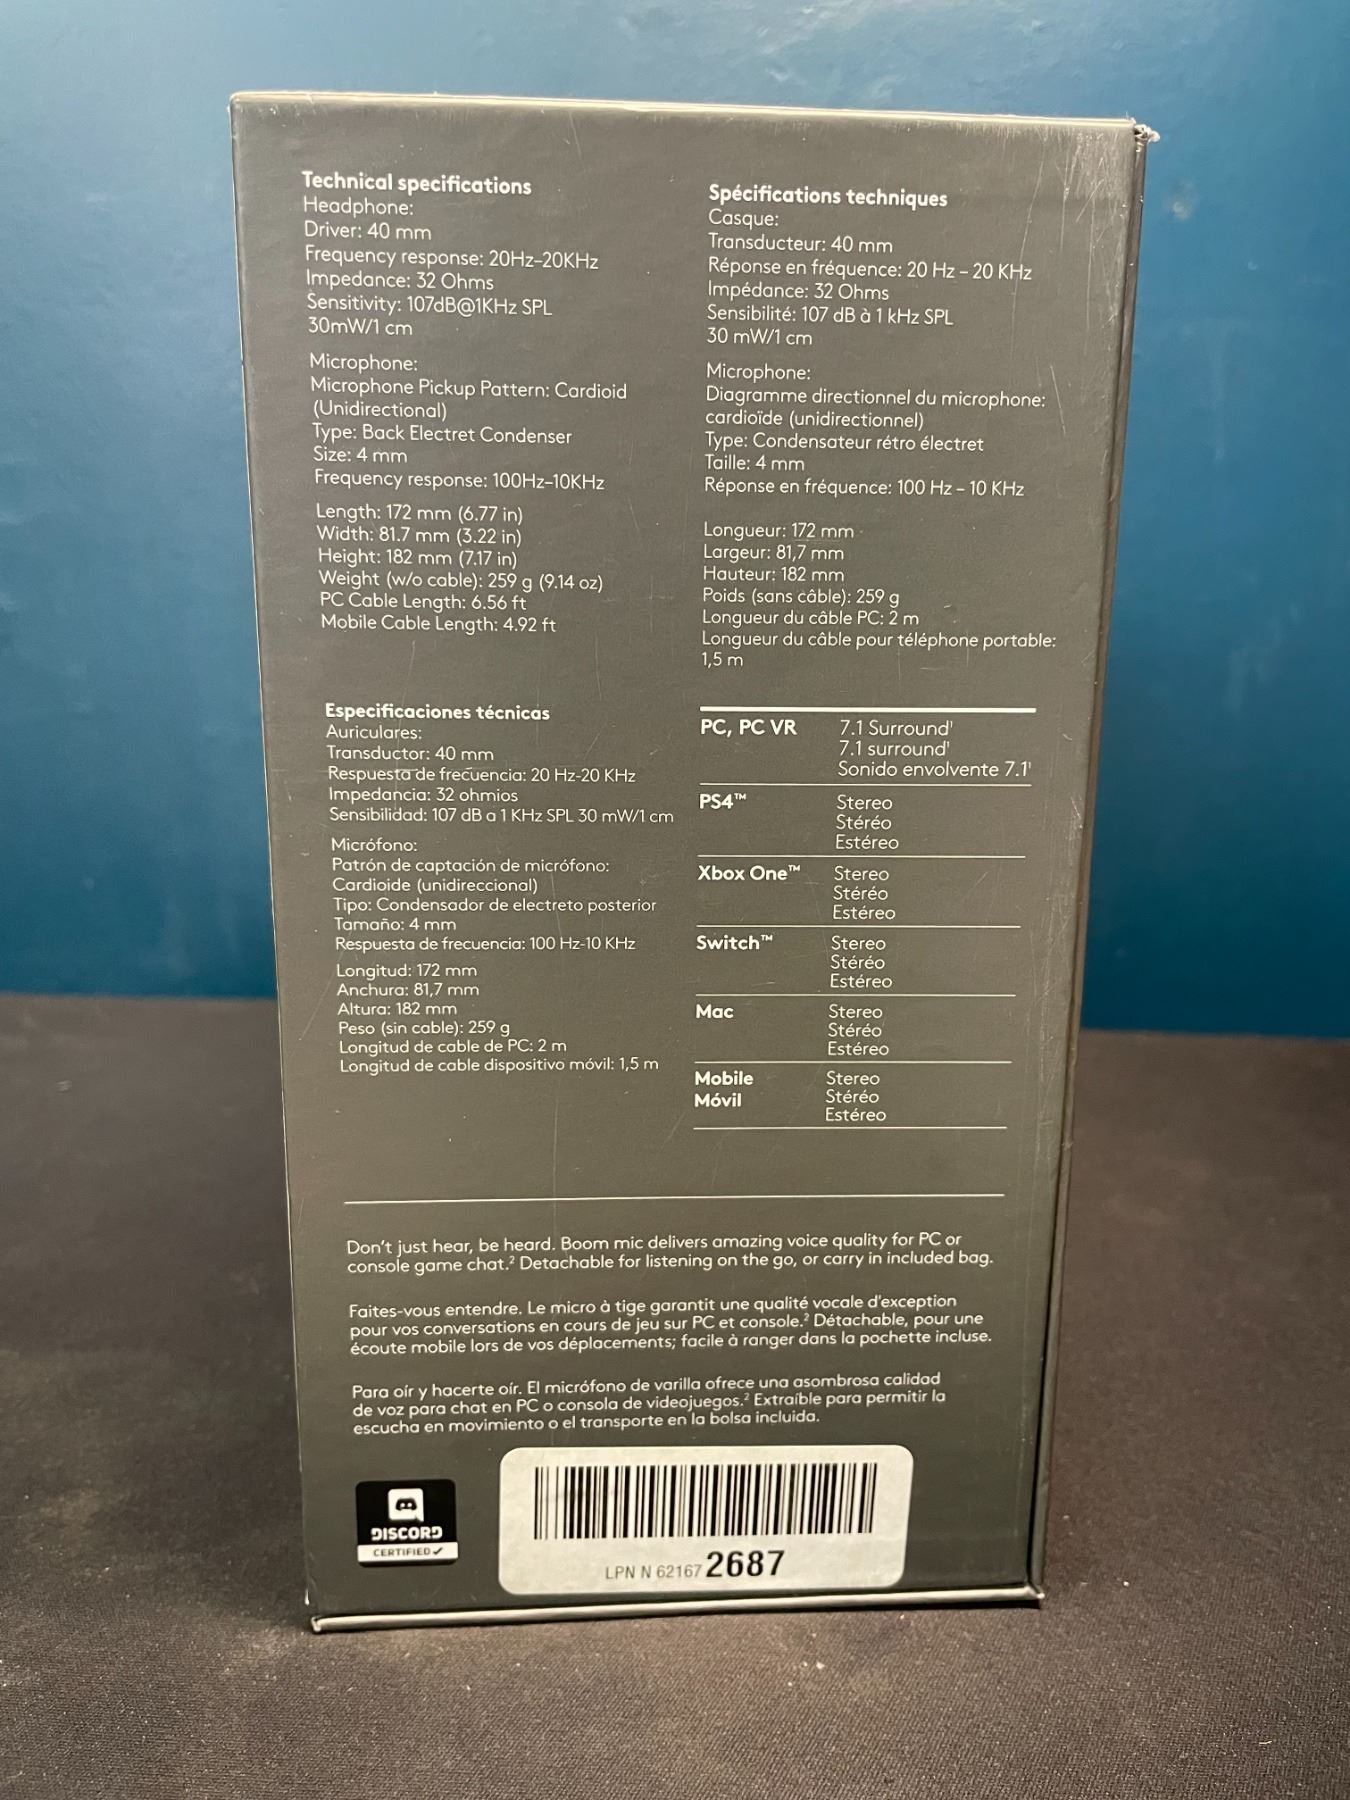 Technical specifications
Headphone:
Driver: 40 mm
Frequency response: 20Hz–20KHz
Impedance: 32 Ohms
Sensitivity: 107dB@1KHz SPL
30mW/1 cm
Microphone:
Microphone Pickup Pattern: Cardioid
(Unidirectional)
Type: Back Electret Condenser
Size: 4 mm
Frequency response: 100Hz–10KHz
Length: 172 mm (6.77 in)
Width: 81.7 mm (3.22 in)
Height: 182 mm (7.17 in)
Weight (w/o cable): 259 g (9.14 oz)
PC Cable Length: 6.56 ft
Mobile Cable Length: 4.92 ft
Spécifications techniques
Casque:
Transducteur: 40 mm
Réponse en fréquence: 20 Hz – 20 KHz
Impédance: 32 Ohms
Sensibilité: 107 dB à 1 kHz SPL
30 mW/1 cm
Microphone:
Diagramme directionnel du microphone:
cardioïde (unidirectionnel)
Type: Condensateur rétro électret
Taille: 4 mm
Réponse en fréquence: 100 Hz – 10 KHz
Longueur: 172 mm
Largeur: 81,7 mm
Hauteur: 182 mm
Poids (sans câble): 259 g
Longueur du câble PC: 2 m
Longueur du câble pour téléphone portable:
1,5 m
Especificaciones técnicas
Auriculares:
Transductor: 40 mm
Respuesta de frecuencia: 20 Hz-20 KHz
Impedancia: 32 ohmios
Sensibilidad: 107 dB a 1 KHz SPL 30 mW/1 cm
Micrófono:
Patrón de captación de micrófono:
Cardioide (unidireccional)
Tipo: Condensador de electreto posterior
Tamaño: 4 mm
Respuesta de frecuencia: 100 Hz-10 KHz
Longitud: 172 mm
Anchura: 81,7 mm
Altura: 182 mm
Peso (sin cable): 259 g
Longitud de cable de PC: 2 m
Longitud de cable dispositivo móvil: 1,5 m
PC, PC VR 7.1 Surround¹
7.1 surround¹
Sonido envolvente 7.1¹
PS4™ Stereo
Stéréo
Estéreo
Xbox One™ Stereo
Stéréo
Estéreo
Switch™ Stereo
Stéréo
Estéreo
Mac Stereo
Stéréo
Estéreo
Mobile Stereo
Móvil Stéréo
Estéreo
Don't just hear, be heard. Boom mic delivers amazing voice quality for PC or
console game chat.² Detachable for listening on the go, or carry in included bag.
Faites-vous entendre. Le micro à tige garantit une qualité vocale d'exception
pour vos conversations en cours de jeu sur PC et console.² Détachable, pour une
écoute mobile lors de vos déplacements; facile à ranger dans la pochette incluse.
Para oír y hacerte oír. El micrófono de varilla ofrece una asombrosa calidad
de voz para chat en PC o consola de videojuegos.² Extraíble para permitir la
escucha en movimiento o el transporte en la bolsa incluida.
DISCORD
CERTIFIED ✓
LPN N 62167 2687